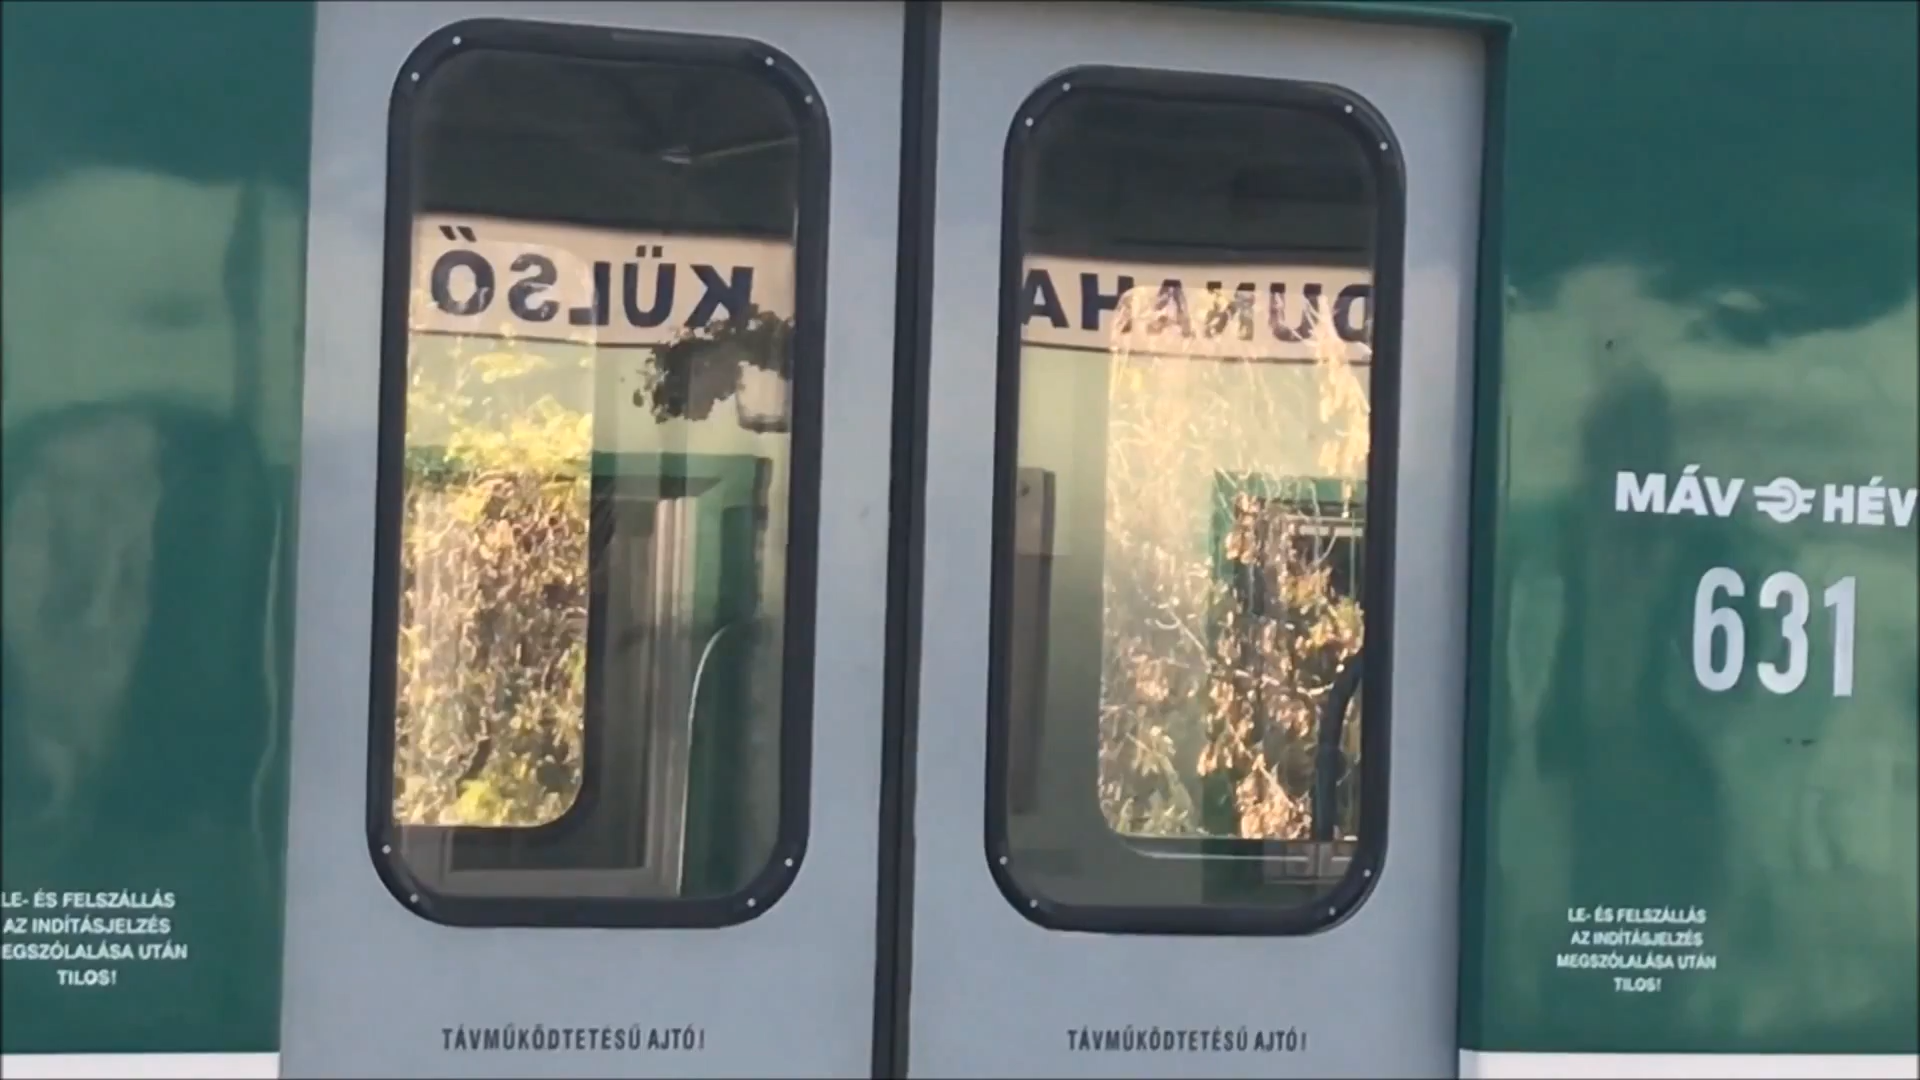 KÜLSŐ
DUNAHA
MÁV HÉV
631
LE- ÉS FELSZÁLLÁS
AZ INDÍTÁSJELZÉS
EGSZÓLALÁSA UTÁN
TILOS!
LE- ÉS FELSZÁLLÁS
AZ INDÍTÁSJELZÉS
MEGSZÓLALÁSA UTÁN
TILOS!
TÁVMŰKÖDTETÉSŰ AJTÓ!
TÁVMŰKÖDTETÉSŰ AJTÓ!